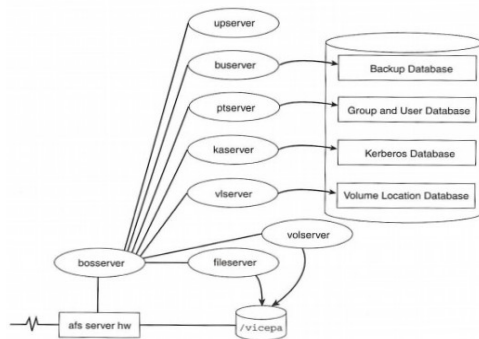 upserver
buserver
Backup Database
ptserver
Group and User Database
kaserver
Kerberos Database
vlserver
Volume Location Database
volserver
bosserver
fileserver
afs server hw
/vicepa